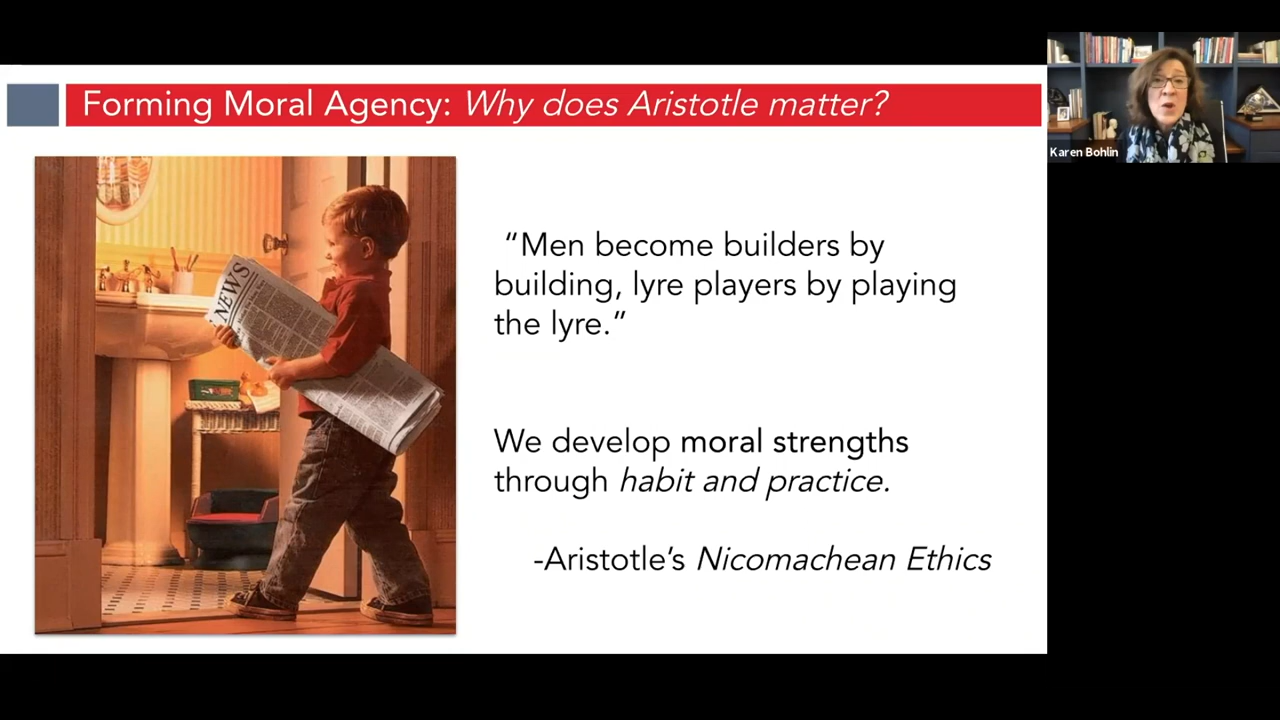 Forming Moral Agency: Why does Aristotle matter?
Karen Bohlin
NEWS
“Men become builders by
building, lyre players by playing
the lyre.”
We develop moral strengths
through habit and practice.
-Aristotle’s Nicomachean Ethics